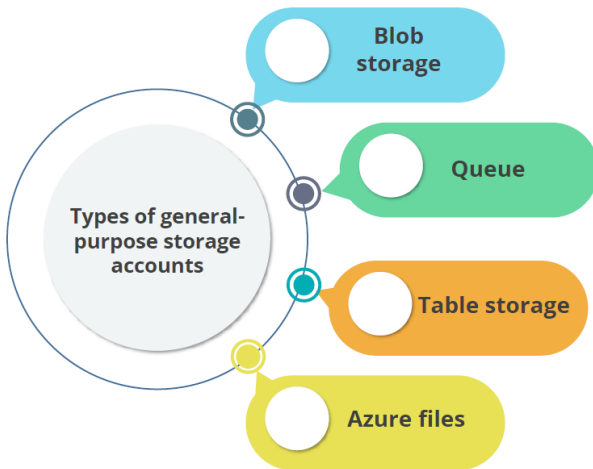 Blob
storage
Queue
Types of general-
purpose storage
accounts
Table storage
Azure files